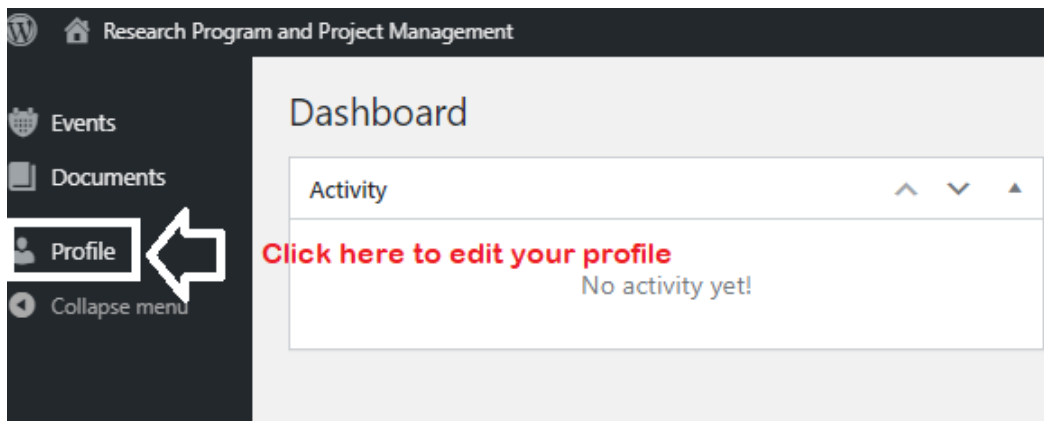 Research Program and Project Management
Events
Documents
Profile
Collapse menu
Dashboard
Activity
Click here to edit your profile
No activity yet!